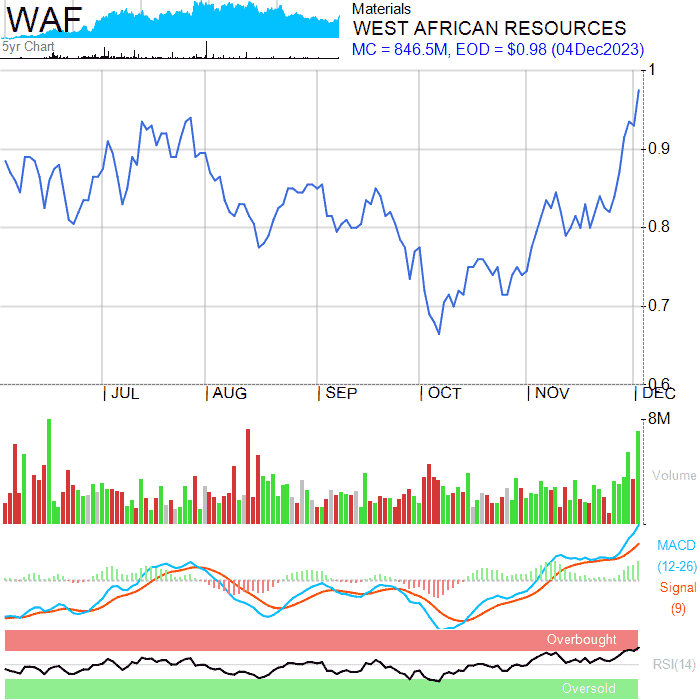 WAF
5yr Chart
Materials
WEST AFRICAN RESOURCES
MC = 846.5M, EOD = $0.98 (04Dec2023)
1
0.9
0.8
0.7
0.6
JUL AUG SEP OCT NOV DEC
8M
Volume
MACD
(12-26)
Signal
(9)
Overbought
RSI(14)
Oversold